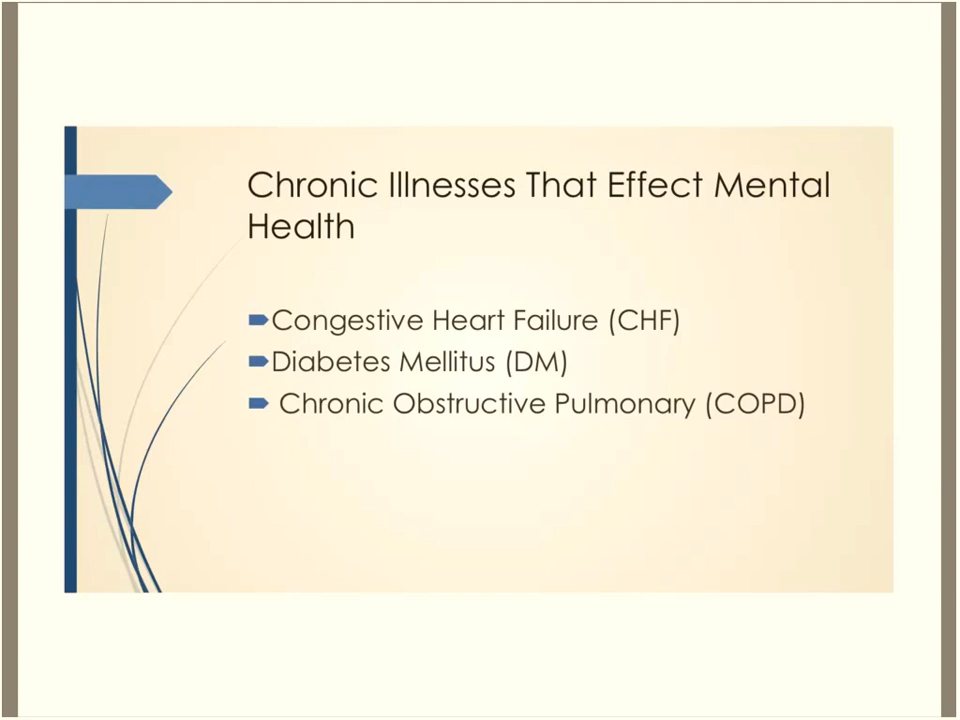 Chronic Illnesses That Effect Mental
Health
Congestive Heart Failure (CHF)
Diabetes Mellitus (DM)
Chronic Obstructive Pulmonary (COPD)